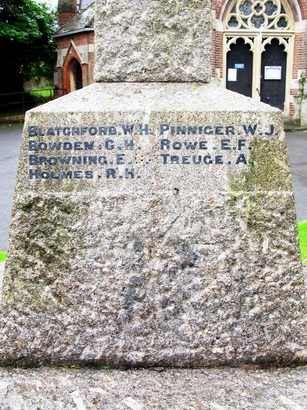 BLATCHFORD. W. H. PINNIGER. W. J.
BOWDEN. C. H. ROWE. E. F.
BROWNING. E. TREUGE. A.
HOLMES. R. H.